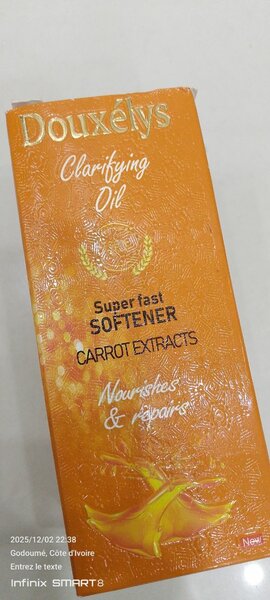 Douxélys
Clarifying
Oil
Super fast
SOFTENER
CARROT EXTRACTS
Nourishes
& repairs
New
2025/12/02 22:38
Godoumé, Côte d'Ivoire
Entrez le texte
Infinix SMART 8